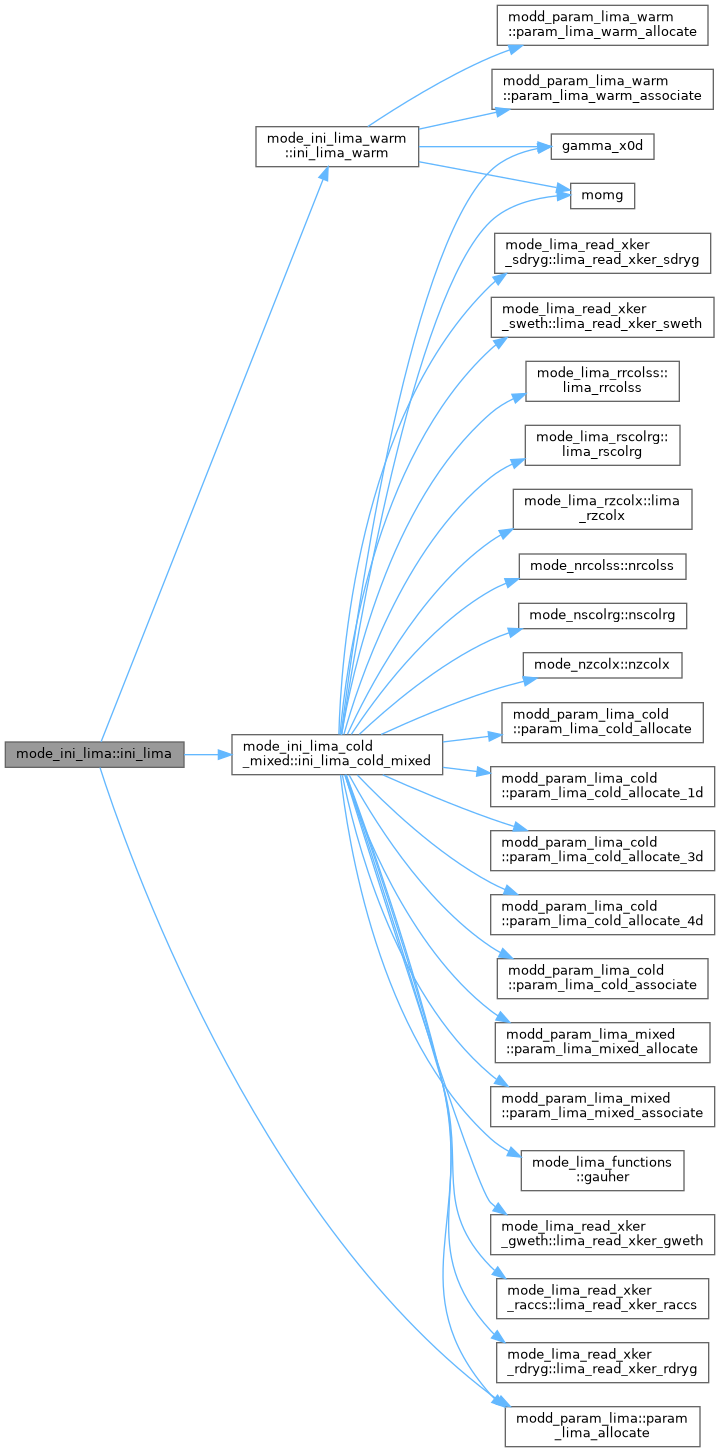 modd_param_lima_warm
::param_lima_warm_allocate
modd_param_lima_warm
::param_lima_warm_associate
mode_ini_lima_warm
::ini_lima_warm
gamma_x0d
momg
mode_lima_read_xker
_sdryg::lima_read_xker_sdryg
mode_lima_read_xker
_sweth::lima_read_xker_sweth
mode_lima_rrcolss::
lima_rrcolss
mode_lima_rscolrg::
lima_rscolrg
mode_lima_rzcolx::lima
_rzcolx
mode_nrcolss::nrcolss
mode_nscolrg::nscolrg
mode_nzcolx::nzcolx
mode_ini_lima::ini_lima
mode_ini_lima_cold
_mixed::ini_lima_cold_mixed
modd_param_lima_cold
::param_lima_cold_allocate
modd_param_lima_cold
::param_lima_cold_allocate_1d
modd_param_lima_cold
::param_lima_cold_allocate_3d
modd_param_lima_cold
::param_lima_cold_allocate_4d
modd_param_lima_cold
::param_lima_cold_associate
modd_param_lima_mixed
::param_lima_mixed_allocate
modd_param_lima_mixed
::param_lima_mixed_associate
mode_lima_functions
::gauher
mode_lima_read_xker
_gweth::lima_read_xker_gweth
mode_lima_read_xker
_raccs::lima_read_xker_raccs
mode_lima_read_xker
_rdryg::lima_read_xker_rdryg
modd_param_lima::param
_lima_allocate